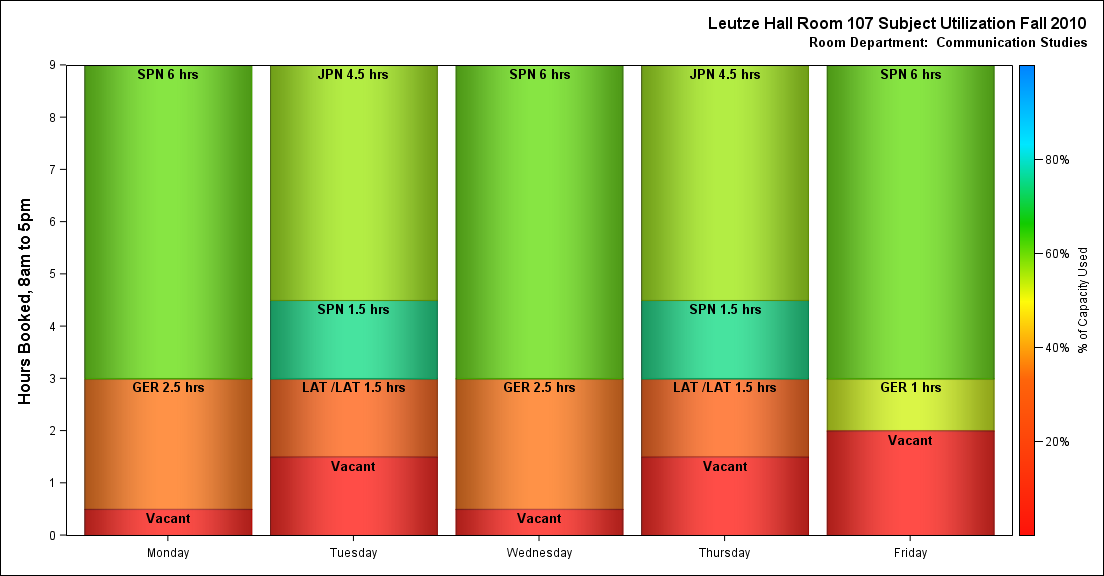 Leutze Hall Room 107 Subject Utilization Fall 2010
Room Department:  Communication Studies
Hours Booked, 8am to 5pm
9
8
7
6
5
4
3
2
1
0
SPN 6 hrs
GER 2.5 hrs
Vacant
JPN 4.5 hrs
SPN 1.5 hrs
LAT /LAT 1.5 hrs
Vacant
SPN 6 hrs
GER 2.5 hrs
Vacant
JPN 4.5 hrs
SPN 1.5 hrs
LAT /LAT 1.5 hrs
Vacant
SPN 6 hrs
GER 1 hrs
Vacant
Monday
Tuesday
Wednesday
Thursday
Friday
80%
60%
40%
20%
% of Capacity Used